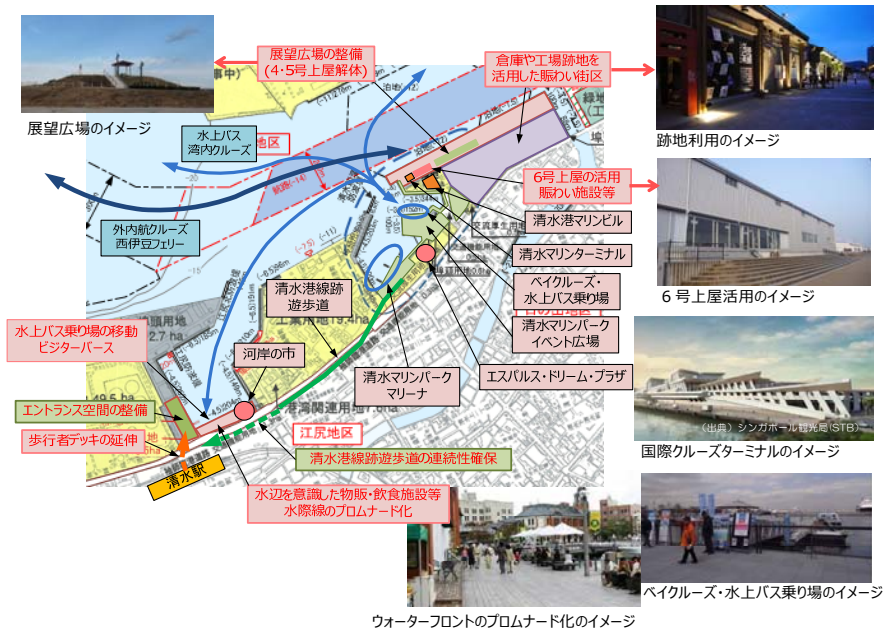 展望広場の整備
(4・5号上屋解体)
倉庫や工場跡地を
活用した賑わい街区
展望広場のイメージ
水上バス
湾内クルーズ
跡地利用のイメージ
6号上屋の活用
賑わい施設等
清水港マリンビル
外内航クルーズ
西伊豆フェリー
清水マリンターミナル
ベイクルーズ・
水上バス乗り場
清水港線跡
遊歩道
６号上屋活用のイメージ
清水マリンパーク
イベント広場
水上バス乗り場の移動
ビジターバース
河岸の市
清水マリンパーク
マリーナ
エスパルス・ドリーム・プラザ
エントランス空間の整備
港湾関連用地
江尻地区
（出典）シンガポール観光局(STB)
国際クルーズターミナルのイメージ
歩行者デッキの延伸
清水港線跡遊歩道の連続性確保
清水駅
水辺を意識した物販・飲食施設等
水際線のプロムナード化
ベイクルーズ・水上バス乗り場のイメージ
ウォーターフロントのプロムナード化のイメージ